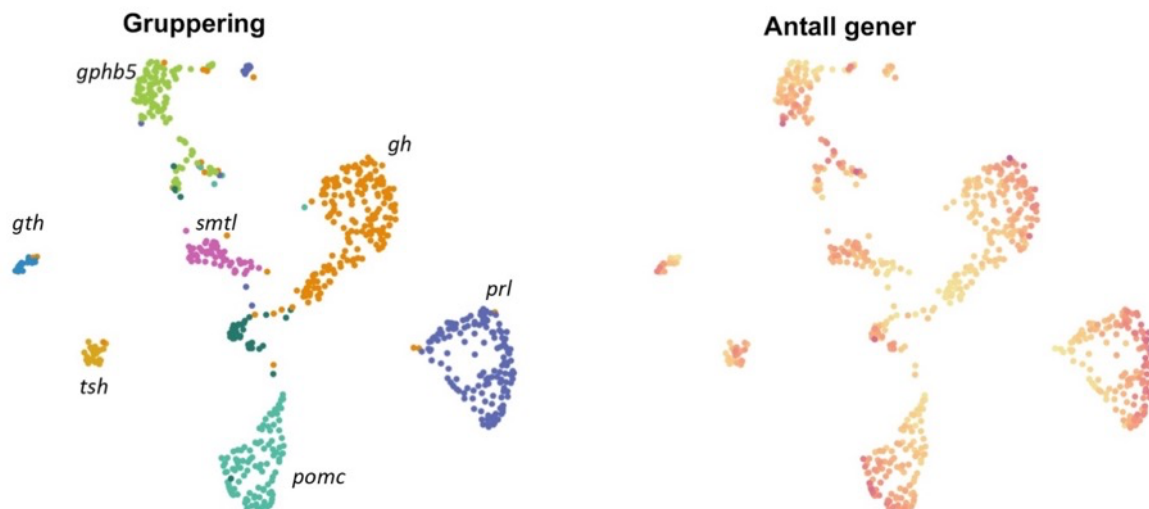 Gruppering
Antall gener
gphb5
gh
gth
smtl
prl
tsh
pomc